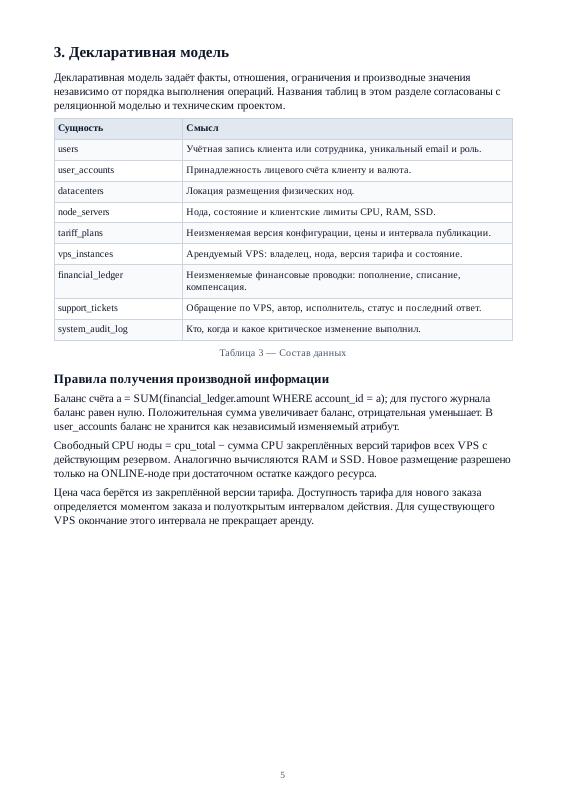 3. Декларативная модель
Декларативная модель задаёт факты, отношения, ограничения и производные значения
независимо от порядка выполнения операций. Названия таблиц в этом разделе согласованы с
реляционной моделью и техническим проектом.
Сущность Смысл
users Учётная запись клиента или сотрудника, уникальный email и роль.
user_accounts Принадлежность лицевого счёта клиенту и валюта.
datacenters Локация размещения физических нод.
node_servers Нода, состояние и клиентские лимиты CPU, RAM, SSD.
tariff_plans Неизменяемая версия конфигурации, цены и интервала публикации.
vps_instances Арендуемый VPS: владелец, нода, версия тарифа и состояние.
financial_ledger Неизменяемые финансовые проводки: пополнение, списание,
компенсация.
support_tickets Обращение по VPS, автор, исполнитель, статус и последний ответ.
system_audit_log Кто, когда и какое критическое изменение выполнил.
Таблица 3 — Состав данных
Правила получения производной информации
Баланс счёта a = SUM(financial_ledger.amount WHERE account_id = a); для пустого журнала
баланс равен нулю. Положительная сумма увеличивает баланс, отрицательная уменьшает. В
user_accounts баланс не хранится как независимый изменяемый атрибут.
Свободный CPU ноды = cpu_total − сумма CPU закреплённых версий тарифов всех VPS с
действующим резервом. Аналогично вычисляются RAM и SSD. Новое размещение разрешено
только на ONLINE-ноде при достаточном остатке каждого ресурса.
Цена часа берётся из закреплённой версии тарифа. Доступность тарифа для нового заказа
определяется моментом заказа и полуоткрытым интервалом действия. Для существующего
VPS окончание этого интервала не прекращает аренду.
5